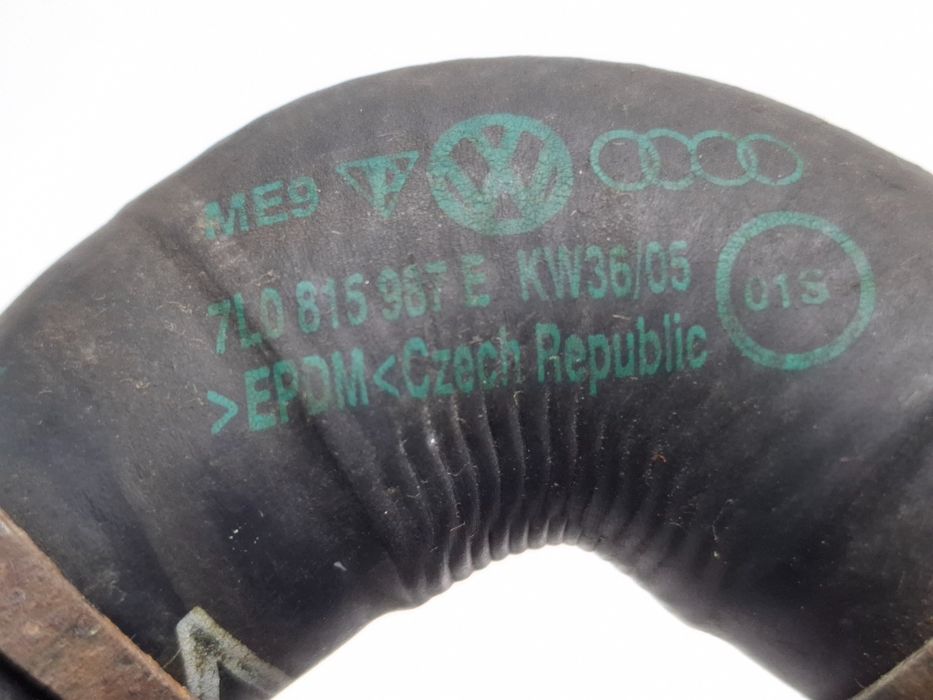 ME9
7L0 815 987 E KW36/05
>EPDM<Czech Republic
01S